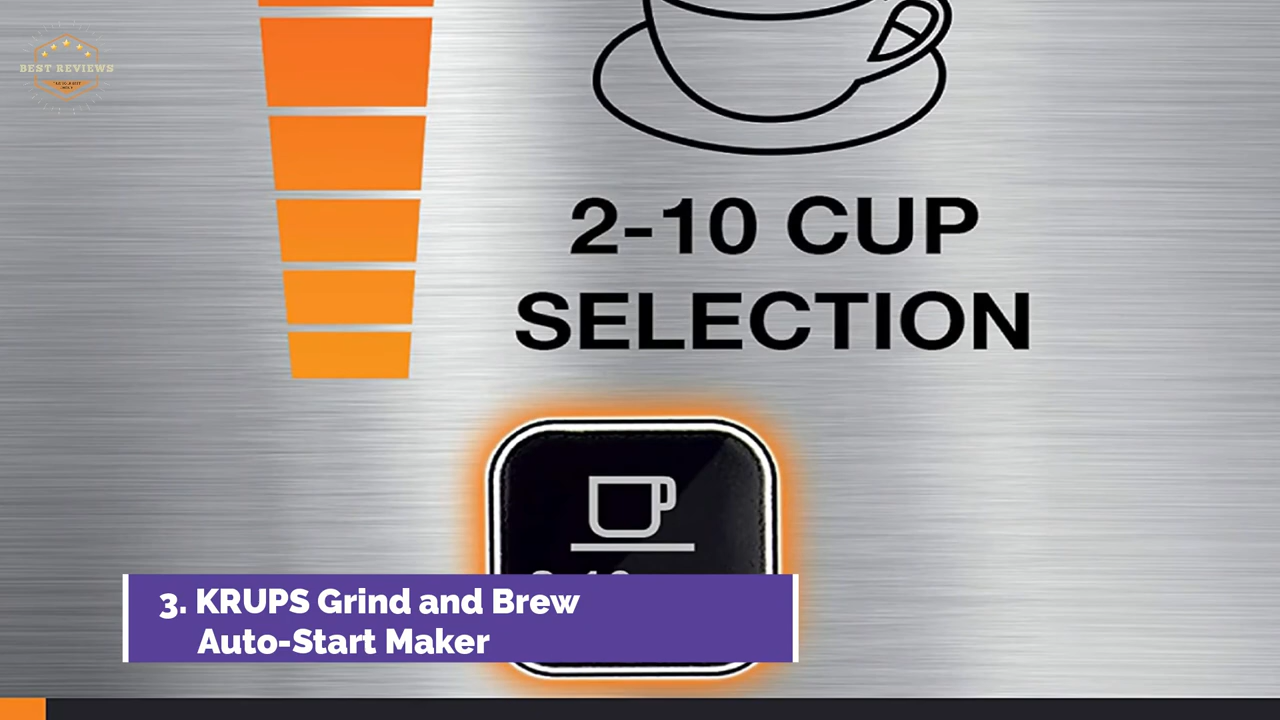 BEST REVIEWS
2-10 CUP
SELECTION
3. KRUPS Grind and Brew
Auto-Start Maker